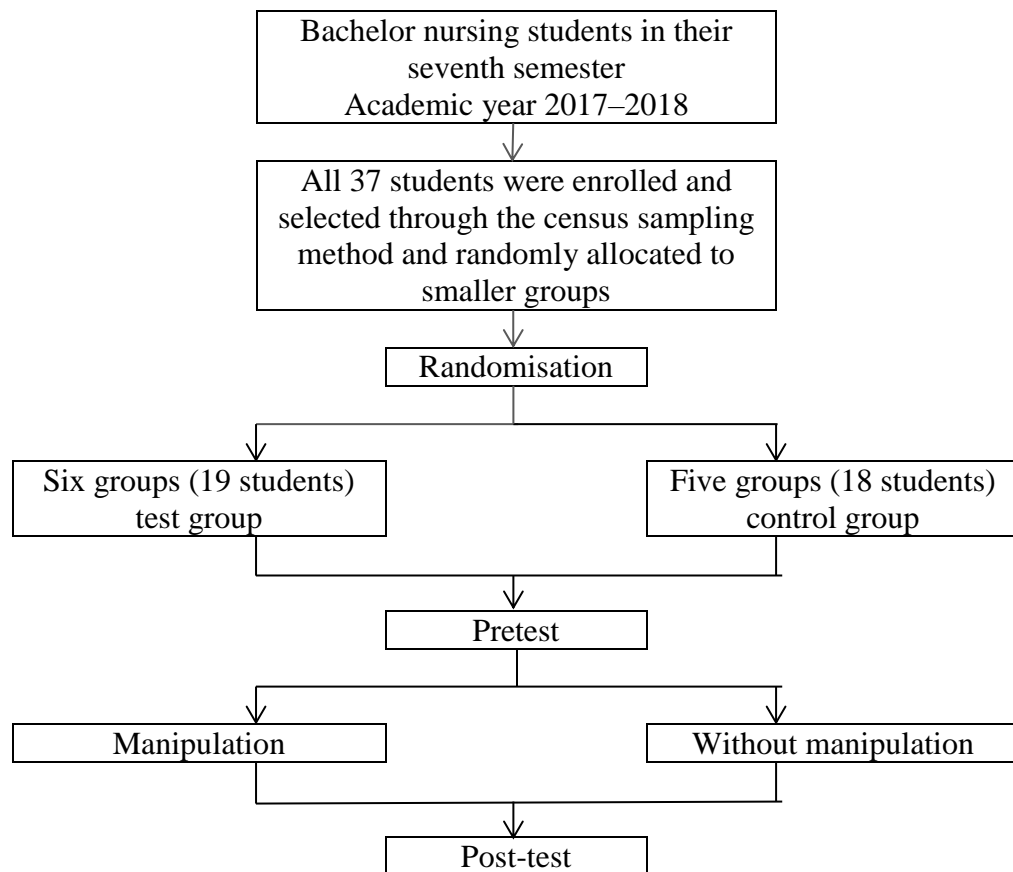 Bachelor nursing students in their
seventh semester
Academic year 2017–2018
All 37 students were enrolled and
selected through the census sampling
method and randomly allocated to
smaller groups
Randomisation
Six groups (19 students)
test group
Five groups (18 students)
control group
Pretest
Manipulation
Without manipulation
Post-test